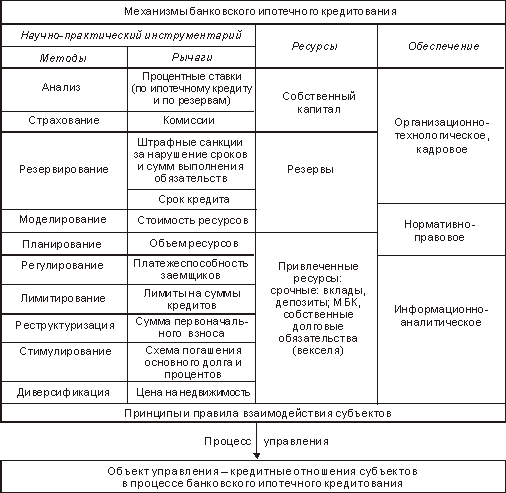 Механизмы банковского ипотечного кредитования
Научно-практический инструментарий
Ресурсы
Обеспечение
Методы
Рычаги
Анализ
Процентные ставки
(по ипотечному кредиту
и по резервам)
Страхование
Комиссии
Резервирование
Штрафные санкции
за нарушение сроков
и сумм выполнения
обязательств
Срок кредита
Моделирование
Стоимость ресурсов
Планирование
Объем ресурсов
Регулирование
Платежеспособность
заемщиков
Лимитирование
Лимиты на суммы
кредитов
Реструктуризация
Сумма первоначаль-
ного взноса
Стимулирование
Схема погашения
основного долга и
процентов
Диверсификация
Цена на недвижимость
Собственный
капитал
Резервы
Привлеченные
ресурсы:
срочные: вклады,
депозиты; МБК,
собственные
долговые
обязательства
(векселя)
Организационно-
технологическое,
кадровое
Нормативно-
правовое
Информационно-
аналитическое
Принципы и правила взаимодействия субъектов
Процесс управления
Объект управления – кредитные отношения субъектов
в процессе банковского ипотечного кредитования